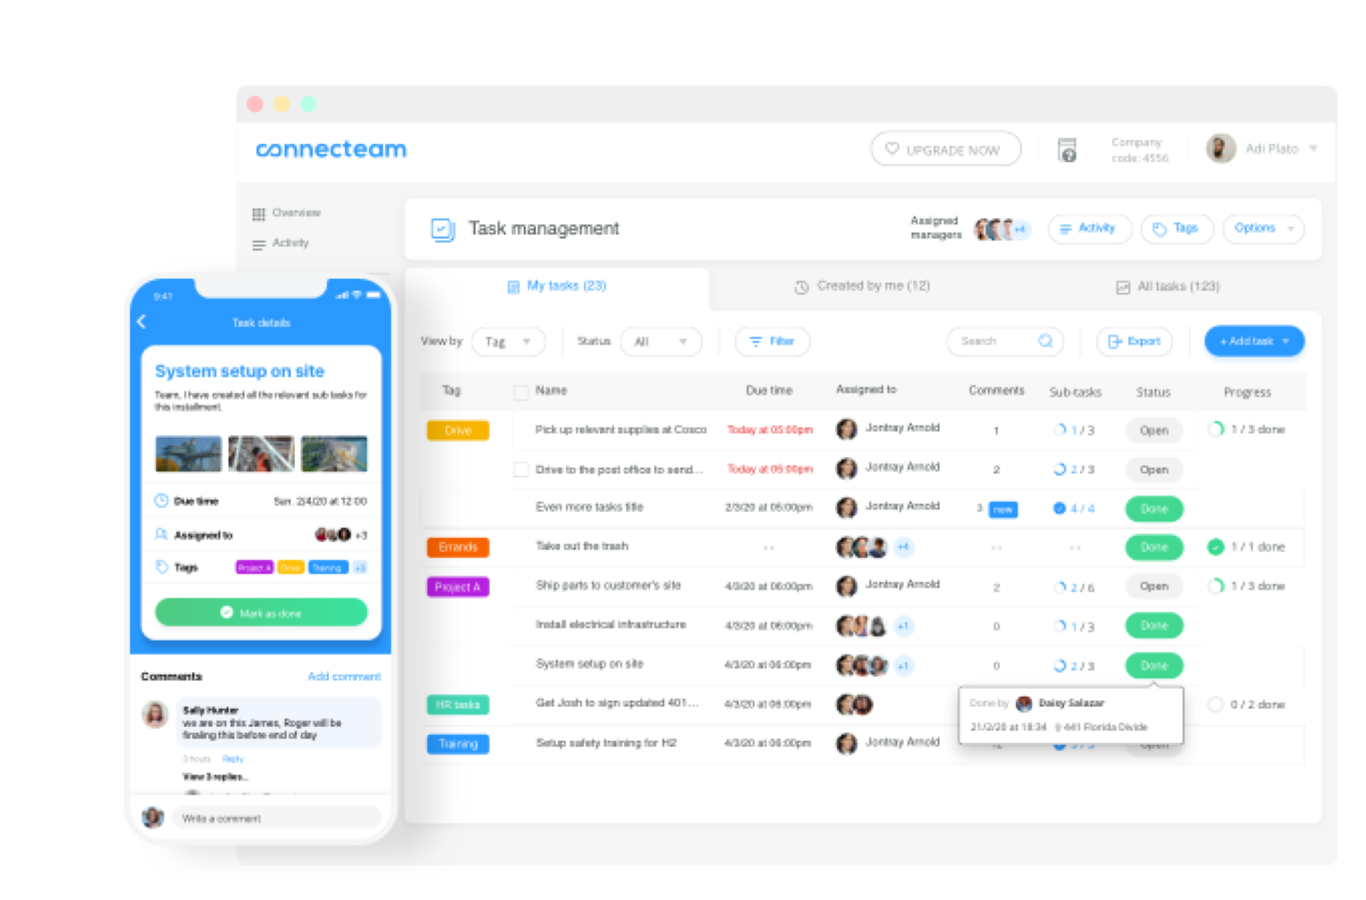 connecteam
UPGRADE NOW
Company
code: 4556
Adi Plato
Overview
Activity
Task management
Assigned
managers
+4
Activity
Tags
Options
My tasks (23)
Created by me (12)
All tasks (123)
View by
Tag
Status
All
Filter
Search
Export
+ Add task
Tag Name Due time Assigned to Comments Sub-tasks Status Progress
Drive Pick up relevant supplies at Cosco Today at 05:00pm Jontray Arnold 1 1 / 3 Open 1 / 3 done
Drive to the post office to send... Today at 05:00pm Jontray Arnold 2 2 / 3 Open
Even more tasks title 2/3/20 at 05:00pm Jontray Arnold 3 new 4 / 4 Done
Errands Take out the trash -- +4 -- -- Done 1 / 1 done
Project A Ship parts to customer's site 4/3/20 at 06:00pm Jontray Arnold 2 2 / 6 Open 1 / 3 done
Install electrical infrastructure 4/3/20 at 06:00pm +1 0 1 / 3 Done
System setup on site 4/3/20 at 06:00pm +1 0 2 / 3 Done
HR tasks Get Josh to sign updated 401... 4/3/20 at 06:00pm 0 / 2 done
Training Setup safety training for H2 4/3/20 at 06:00pm Jontray Arnold 12 Open
Done by Daisy Salazar
21/2/20 at 18:34 441 Florida Divide
9:41
Task details
System setup on site
Team, I have created all the relevant sub tasks for
this installment.
Due time Sun. 2/4/20 at 12:00
Assigned to +3
Tags Project A Drive Training +3
Mark as done
Comments Add comment
Sally Hunter
we are on this James, Roger will be
finaling this before end of day
3 hours Reply
View 3 replies...
Write a comment